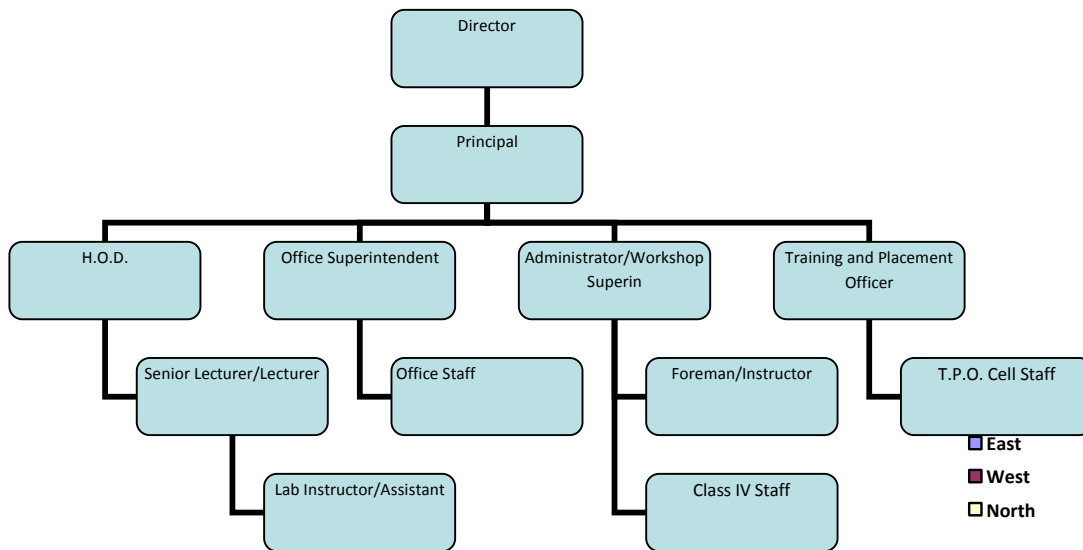 Director
Principal
H.O.D.
Office Superintendent
Administrator/Workshop
Superin
Training and Placement
Officer
Senior Lecturer/Lecturer
Office Staff
Foreman/Instructor
T.P.O. Cell Staff
East
West
North
Lab Instructor/Assistant
Class IV Staff